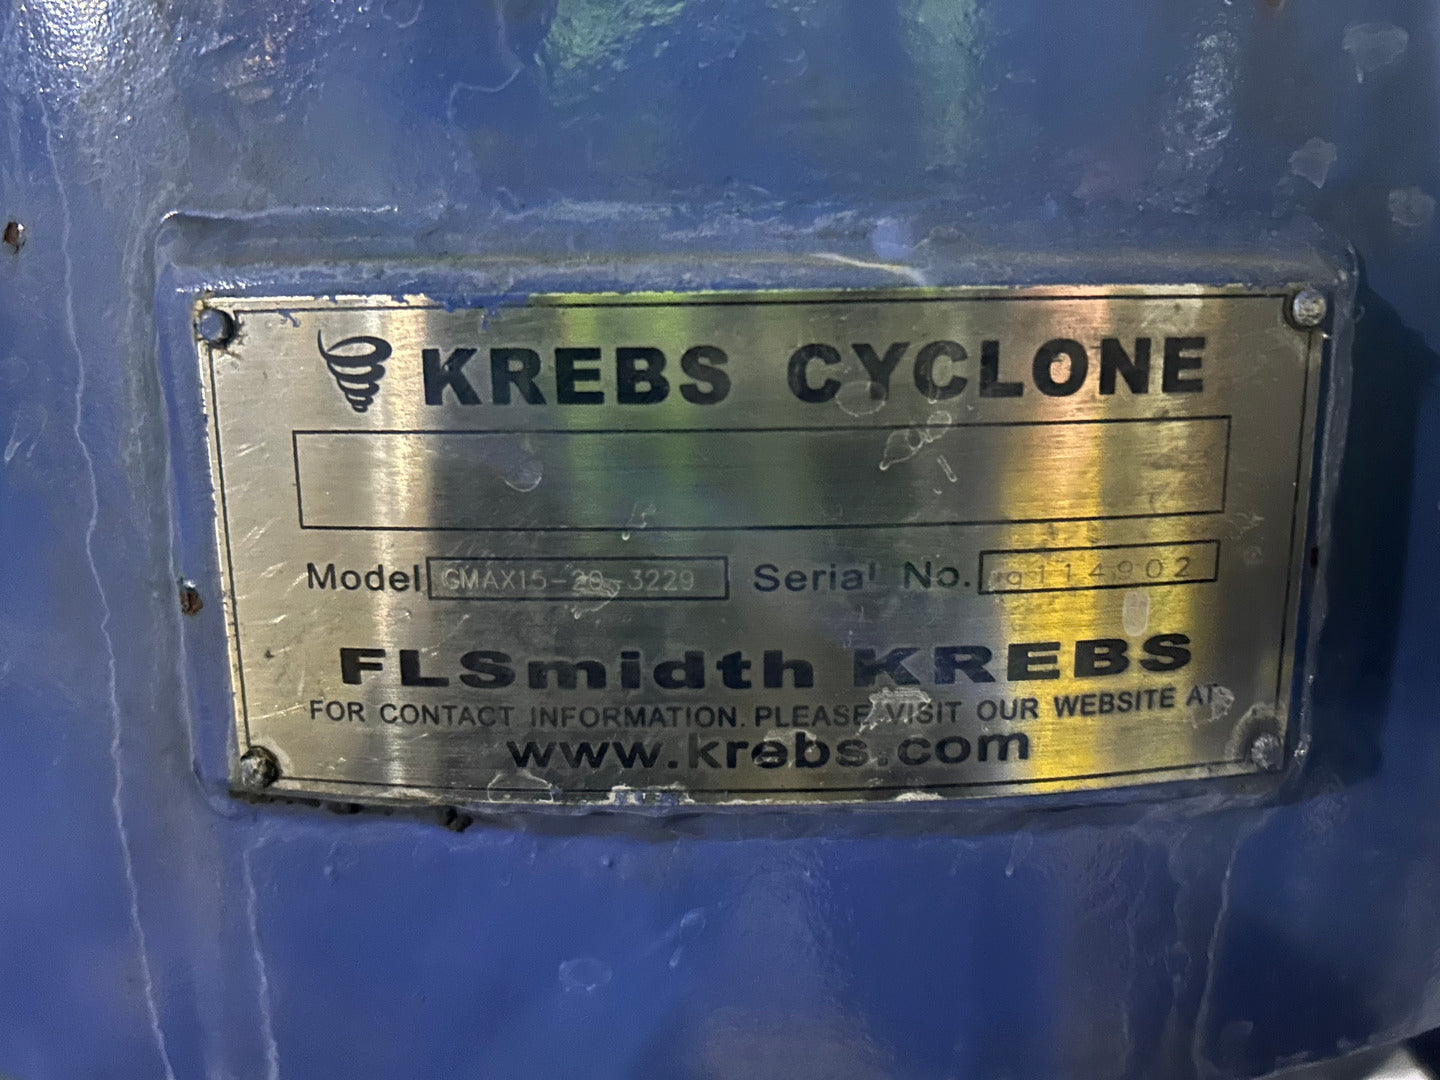 KREBS CYCLONE
Model GMAX15-20-3229 Serial No.
FLSmidth KREBS
FOR CONTACT INFORMATION. PLEASE VISIT OUR WEBSITE AT
www.krebs.com